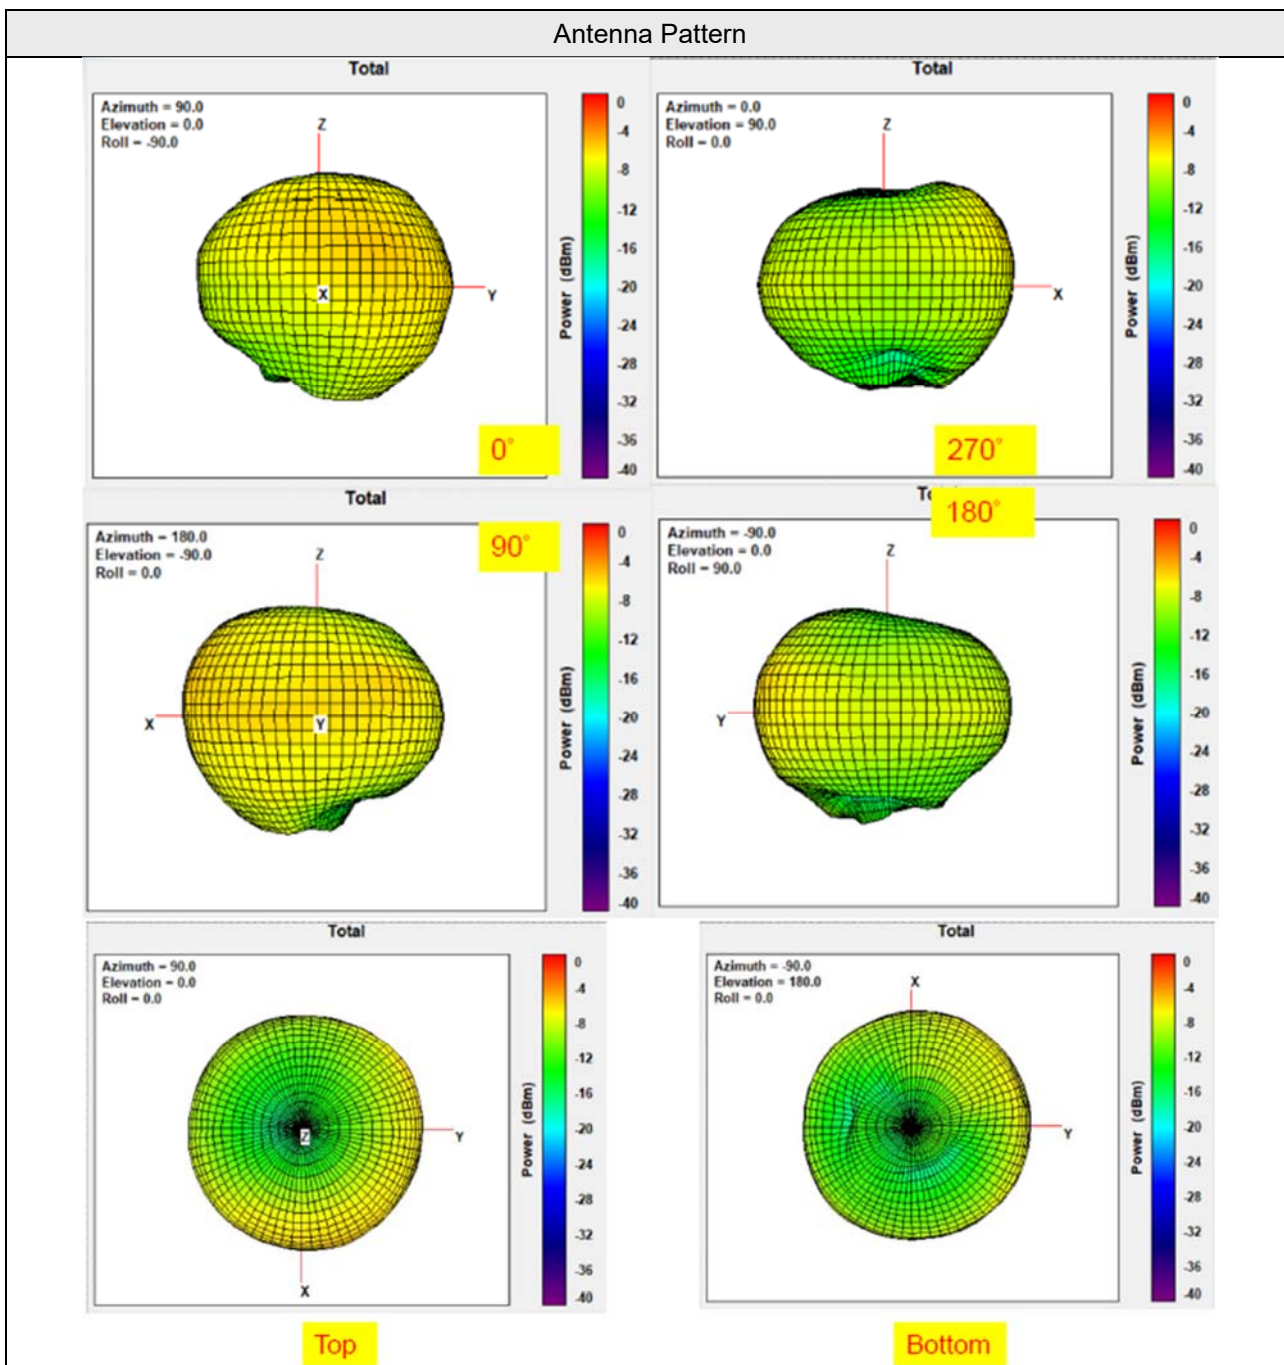 Antenna Pattern
Total
Azimuth = 90.0
Elevation = 0.0
Roll = -90.0
Z
X
Y
0
-4
-8
-12
-16
-20
-24
-28
-32
-36
-40
Power (dBm)
0°
Total
Azimuth = 0.0
Elevation = 90.0
Roll = 0.0
Z
X
0
-4
-8
-12
-16
-20
-24
-28
-32
-36
-40
Power (dBm)
270°
Total
Azimuth = 180.0
Elevation = -90.0
Roll = 0.0
Z
X
Y
0
-4
-8
-12
-16
-20
-24
-28
-32
-36
-40
Power (dBm)
90°
Azimuth = -90.0
Elevation = 0.0
Roll = 90.0
Z
Y
0
-4
-8
-12
-16
-20
-24
-28
-32
-36
-40
Power (dBm)
180°
Total
Azimuth = 90.0
Elevation = 0.0
Roll = 0.0
Z
Y
X
0
-4
-8
-12
-16
-20
-24
-28
-32
-36
-40
Power (dBm)
Top
Total
Azimuth = -90.0
Elevation = 180.0
Roll = 0.0
X
Y
0
-4
-8
-12
-16
-20
-24
-28
-32
-36
-40
Power (dBm)
Bottom